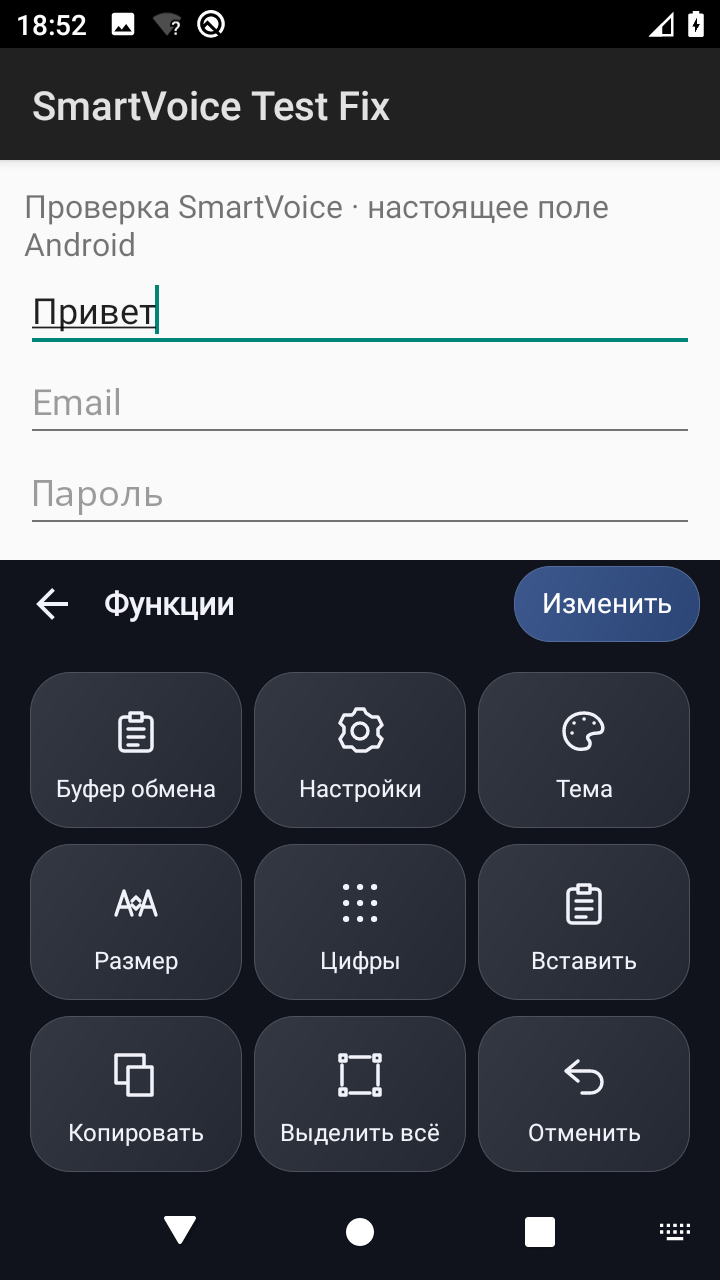 18:52
SmartVoice Test Fix
Проверка SmartVoice · настоящее поле
Android
Привет
Email
Пароль
Функции
Изменить
Буфер обмена
Настройки
Тема
Размер
Цифры
Вставить
Копировать
Выделить всё
Отменить